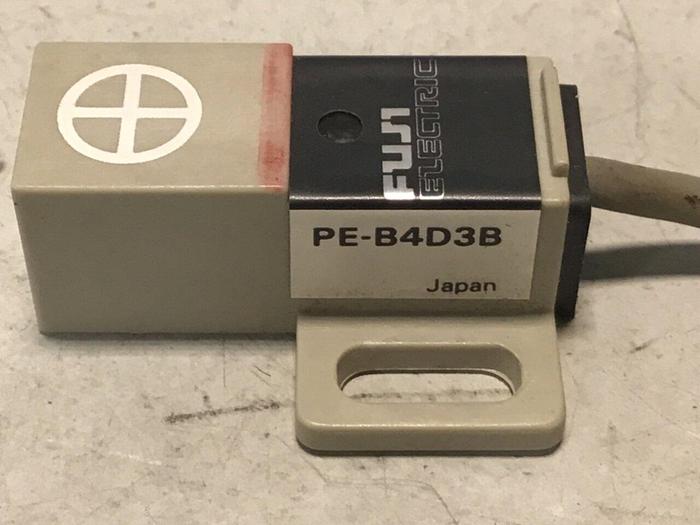 FUJI
ELECTRIC
PE-B4D3B
Japan